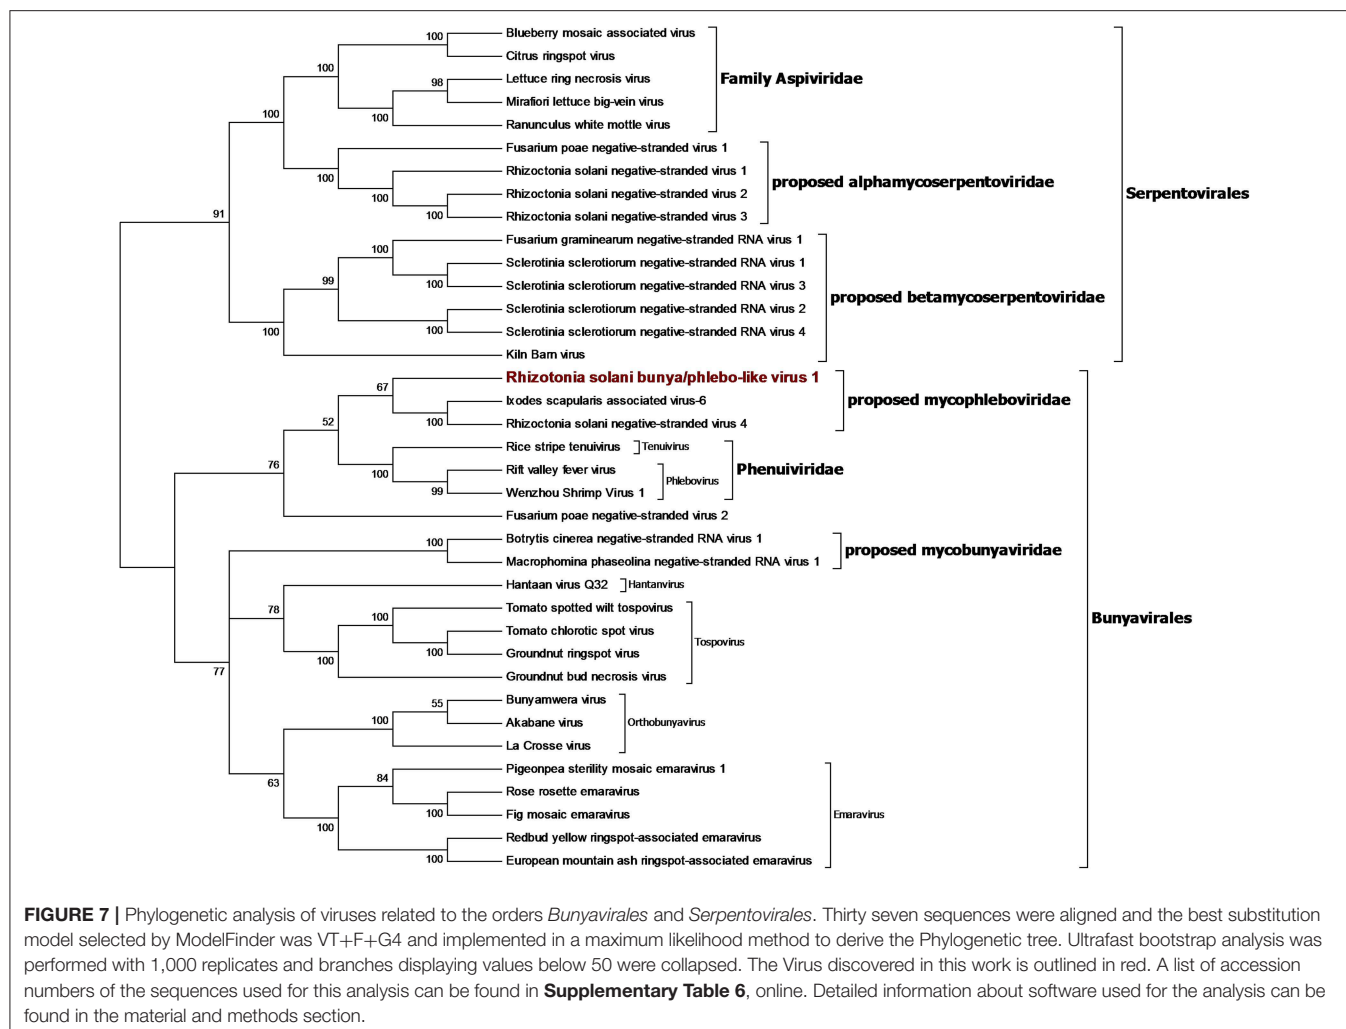 Blueberry mosaic associated virus
100
Citrus ringspot virus
100
Lettuce ring necrosis virus
98
Family Aspiviridae
Mirafiori lettuce big-vein virus
100
100
Ranunculus white mottle virus
Fusarium poae negative-stranded virus 1
100
Rhizoctonia solani negative-stranded virus 1
proposed alphamycoserpentoviridae
100
Rhizoctonia solani negative-stranded virus 2
Serpentovirales
100
Rhizoctonia solani negative-stranded virus 3
91
Fusarium graminearum negative-stranded RNA virus 1
100
Sclerotinia sclerotiorum negative-stranded RNA virus 1
99
100
Sclerotinia sclerotiorum negative-stranded RNA virus 3
proposed betamycoserpentoviridae
Sclerotinia sclerotiorum negative-stranded RNA virus 2
100
100
Sclerotinia sclerotiorum negative-stranded RNA virus 4
Kiln Barn virus
Rhizotonia solani bunya/phlebo-like virus 1
67
Ixodes scapularis associated virus-6
proposed mycophleboviridae
52
100
Rhizoctonia solani negative-stranded virus 4
Rice stripe tenuivirus
Tenuivirus
76
100
Rift valley fever virus
Phenuiviridae
Phlebovirus
99
Wenzhou Shrimp Virus 1
Fusarium poae negative-stranded virus 2
Botrytis cinerea negative-stranded RNA virus 1
100
proposed mycobunyaviridae
Macrophomina phaseolina negative-stranded RNA virus 1
Hantaan virus Q32
Hantanvirus
78
Tomato spotted wilt tospovirus
100
Tomato chlorotic spot virus
Bunyavirales
Tospovirus
100
100
Groundnut ringspot virus
77
Groundnut bud necrosis virus
Bunyamwera virus
55
100
Akabane virus
Orthobunyavirus
La Crosse virus
63
Pigeonpea sterility mosaic emaravirus 1
84
Rose rosette emaravirus
100
100
Fig mosaic emaravirus
Emaravirus
Redbud yellow ringspot-associated emaravirus
100
European mountain ash ringspot-associated emaravirus
FIGURE 7 | Phylogenetic analysis of viruses related to the orders Bunyavirales and Serpentovirales. Thirty seven sequences were aligned and the best substitution
model selected by ModelFinder was VT+F+G4 and implemented in a maximum likelihood method to derive the Phylogenetic tree. Ultrafast bootstrap analysis was
performed with 1,000 replicates and branches displaying values below 50 were collapsed. The Virus discovered in this work is outlined in red. A list of accession
numbers of the sequences used for this analysis can be found in Supplementary Table 6, online. Detailed information about software used for the analysis can be
found in the material and methods section.